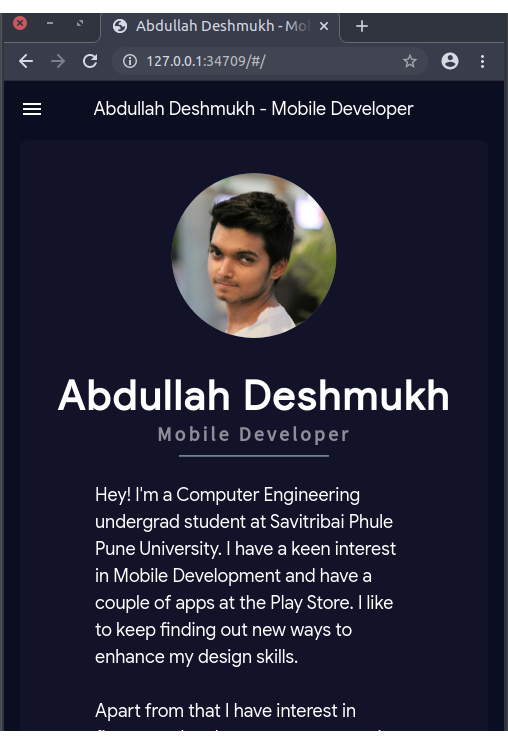 Abdullah Deshmukh - Mo
127.0.0.1:34709/#/
Abdullah Deshmukh - Mobile Developer
Abdullah Deshmukh
Mobile Developer
Hey! I'm a Computer Engineering
undergrad student at Savitribai Phule
Pune University. I have a keen interest
in Mobile Development and have a
couple of apps at the Play Store. I like
to keep finding out new ways to
enhance my design skills.
Apart from that I have interest in